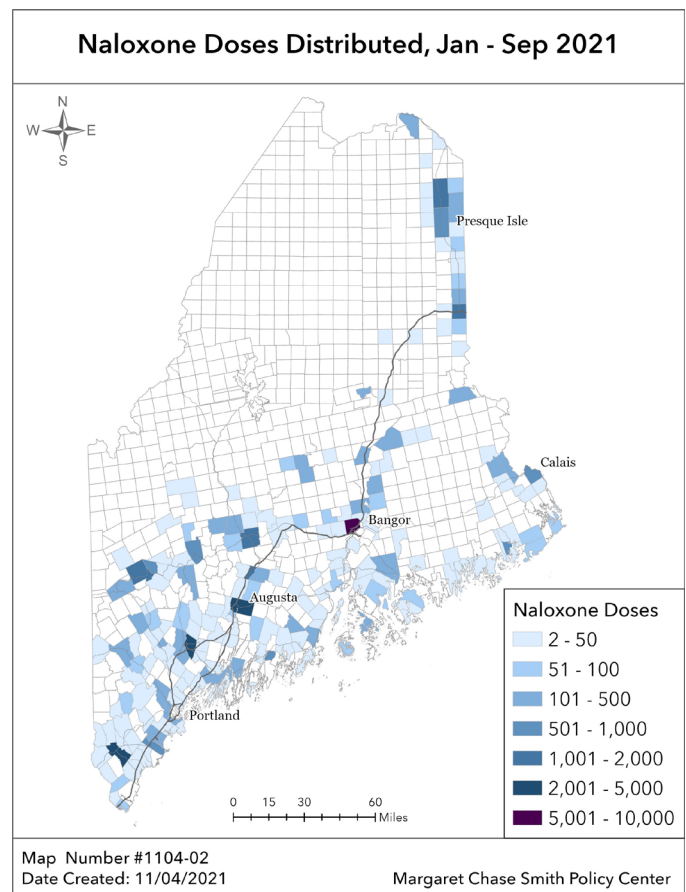 Naloxone Doses Distributed, Jan - Sep 2021
N
W E
S
Presque Isle
Calais
Bangor
Augusta
Portland
Naloxone Doses
2 - 50
51 - 100
101 - 500
501 - 1,000
1,001 - 2,000
2,001 - 5,000
5,001 - 10,000
0 15 30 60
Miles
Map Number #1104-02
Date Created: 11/04/2021
Margaret Chase Smith Policy Center